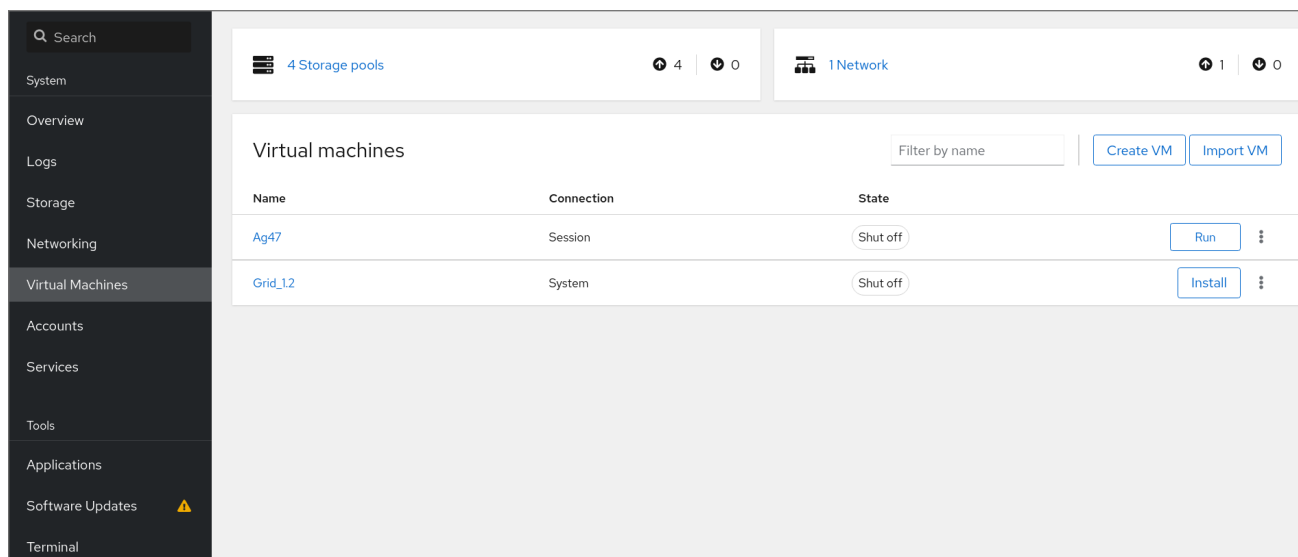 Search
System
Overview
Logs
Storage
Networking
Virtual Machines
Accounts
Services
Tools
Applications
Software Updates
Terminal
4 Storage pools 4 0
1 Network 1 0
Virtual machines Filter by name Create VM Import VM
Name Connection State
Ag47 Session Shut off Run
Grid_1.2 System Shut off Install